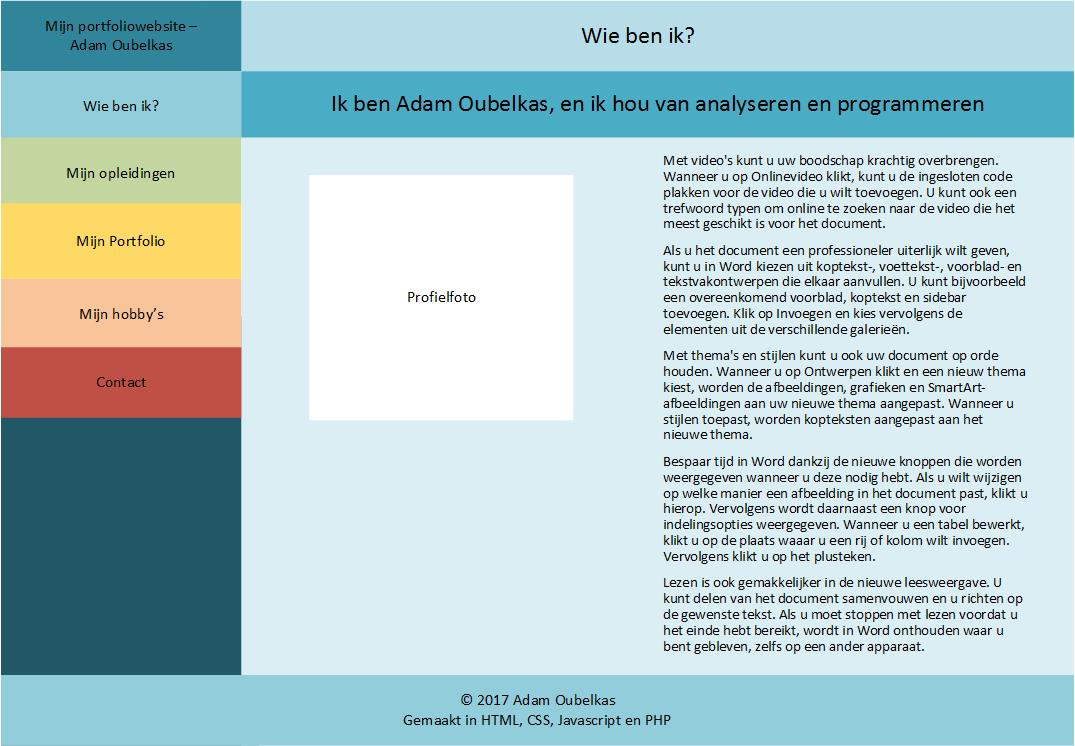 Mijn portfoliowebsite –
Adam Oubelkas
Wie ben ik?
Wie ben ik?
Ik ben Adam Oubelkas, en ik hou van analyseren en programmeren
Mijn opleidingen
Mijn Portfolio
Mijn hobby’s
Contact
Profielfoto
Met video's kunt u uw boodschap krachtig overbrengen.
Wanneer u op Onlinevideo klikt, kunt u de ingesloten code
plakken voor de video die u wilt toevoegen. U kunt ook een
trefwoord typen om online te zoeken naar de video die het
meest geschikt is voor het document.
Als u het document een professioneler uiterlijk wilt geven,
kunt u in Word kiezen uit koptekst-, voettekst-, voorblad- en
tekstvakontwerpen die elkaar aanvullen. U kunt bijvoorbeeld
een overeenkomend voorblad, koptekst en sidebar
toevoegen. Klik op Invoegen en kies vervolgens de
elementen uit de verschillende galerieën.
Met thema's en stijlen kunt u ook uw document op orde
houden. Wanneer u op Ontwerpen klikt en een nieuw thema
kiest, worden de afbeeldingen, grafieken en SmartArt-
afbeeldingen aan uw nieuwe thema aangepast. Wanneer u
stijlen toepast, worden kopteksten aangepast aan het
nieuwe thema.
Bespaar tijd in Word dankzij de nieuwe knoppen die worden
weergegeven wanneer u deze nodig hebt. Als u wilt wijzigen
op welke manier een afbeelding in het document past, klikt u
hierop. Vervolgens wordt daarnaast een knop voor
indelingsopties weergegeven. Wanneer u een tabel bewerkt,
klikt u op de plaats waaar u een rij of kolom wilt invoegen.
Vervolgens klikt u op het plusteken.
Lezen is ook gemakkelijker in de nieuwe leesweergave. U
kunt delen van het document samenvouwen en u richten op
de gewenste tekst. Als u moet stoppen met lezen voordat u
het einde hebt bereikt, wordt in Word onthouden waar u
bent gebleven, zelfs op een ander apparaat.
© 2017 Adam Oubelkas
Gemaakt in HTML, CSS, Javascript en PHP